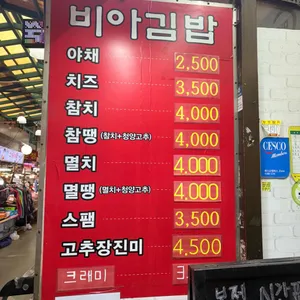 비아김밥
야채 2,500
치즈 3,500
참치 4,000
참땡 (참치+청양고추) 4,000
멸치 4,000
멸땡 (멸치+청양고추) 4,000
스팸 3,500
고추장진미 4,500
크래미
CESCO
Member